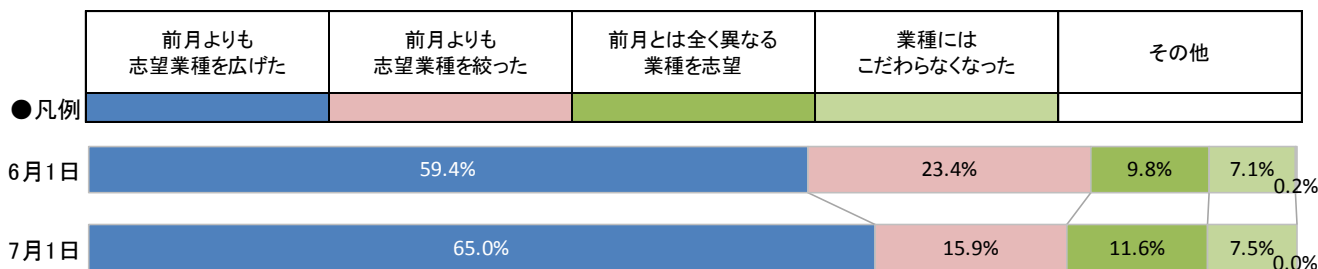 前月よりも
志望業種を広げた
前月よりも
志望業種を絞った
前月とは全く異なる
業種を志望
業種には
こだわらなくなった
その他
●凡例
6月1日
59.4%
23.4%
9.8%
7.1%
0.2%
7月1日
65.0%
15.9%
11.6%
7.5%
0.0%